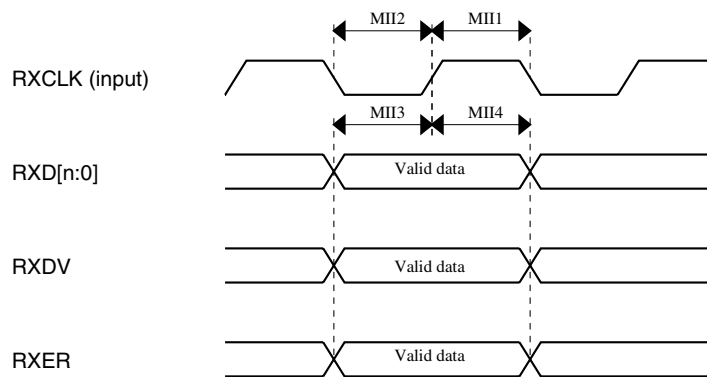 MII2 MII1
RXCLK (input)
MII3 MII4
RXD[n:0] Valid data
RXDV Valid data
RXER Valid data